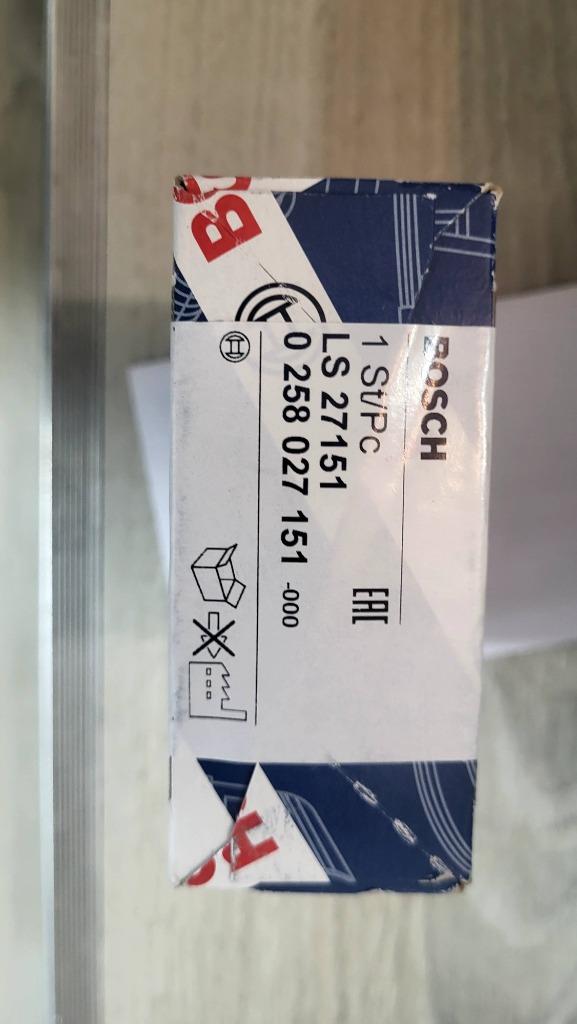 BOSCH
1 St/Pc
EAC
LS 27151
0 258 027 151 -000
H